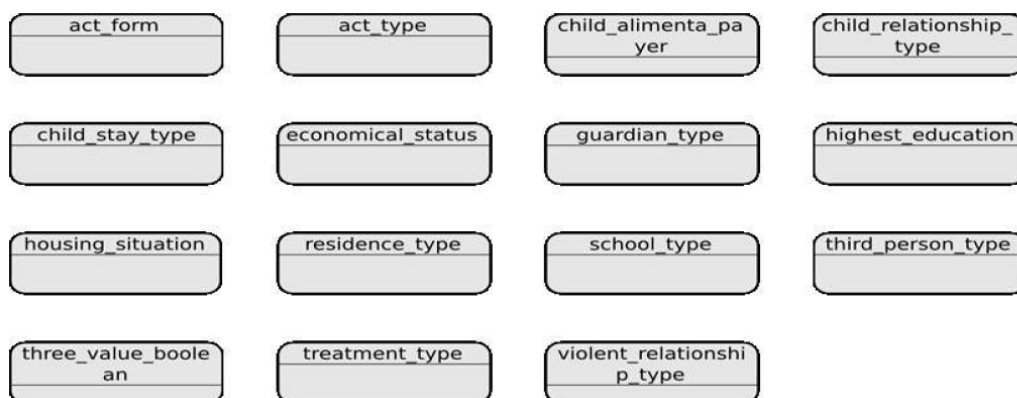 act_form
act_type
child_alimenta_pa
yer
child_relationship_
type
child_stay_type
economical_status
guardian_type
highest_education
housing_situation
residence_type
school_type
third_person_type
three_value_boole
an
treatment_type
violent_relationshi
p_type